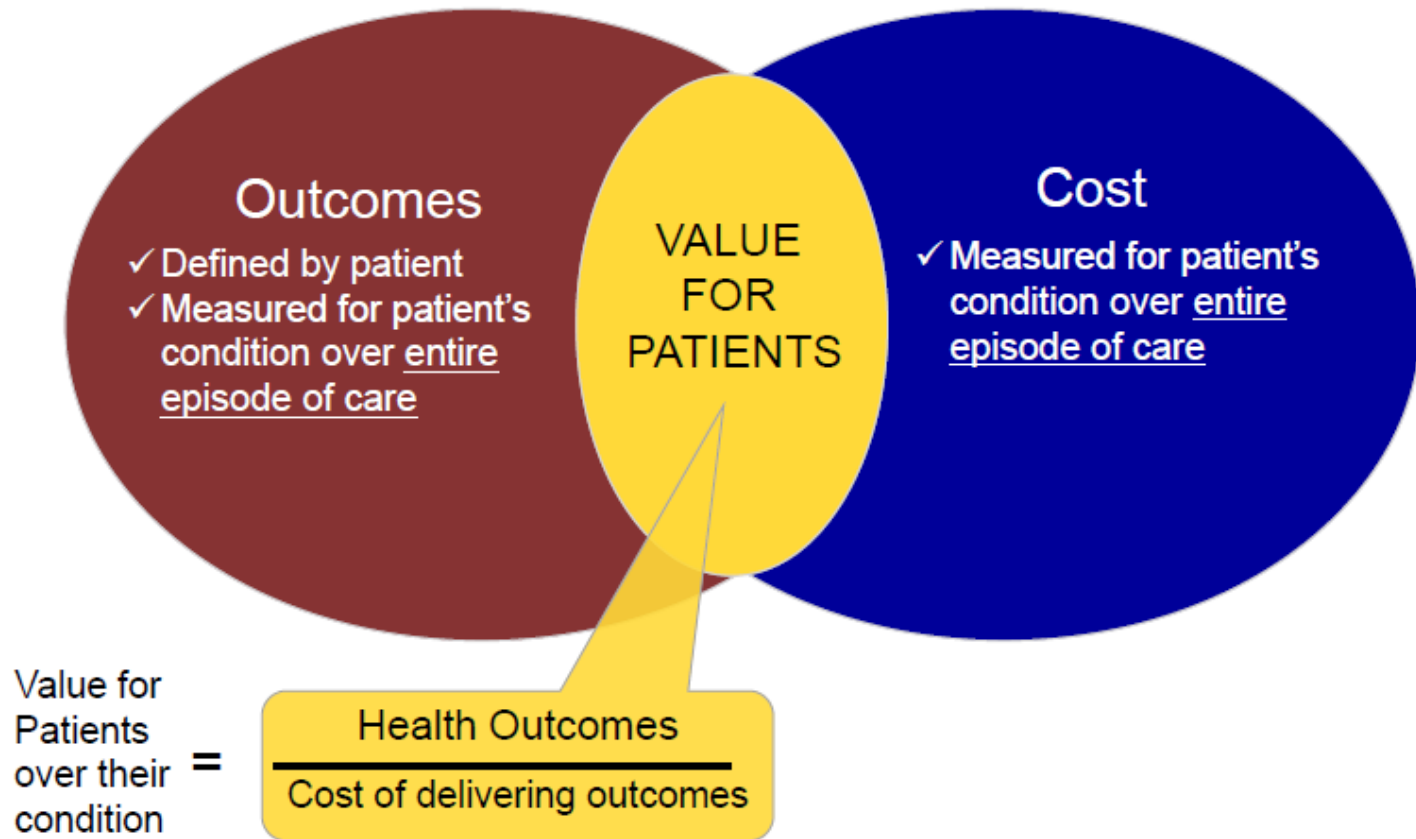 Outcomes
✓ Defined by patient
✓ Measured for patient's
condition over entire
episode of care
VALUE
FOR
PATIENTS
Cost
✓ Measured for patient's
condition over entire
episode of care
Value for
Patients
over their
condition
=
Health Outcomes
Cost of delivering outcomes